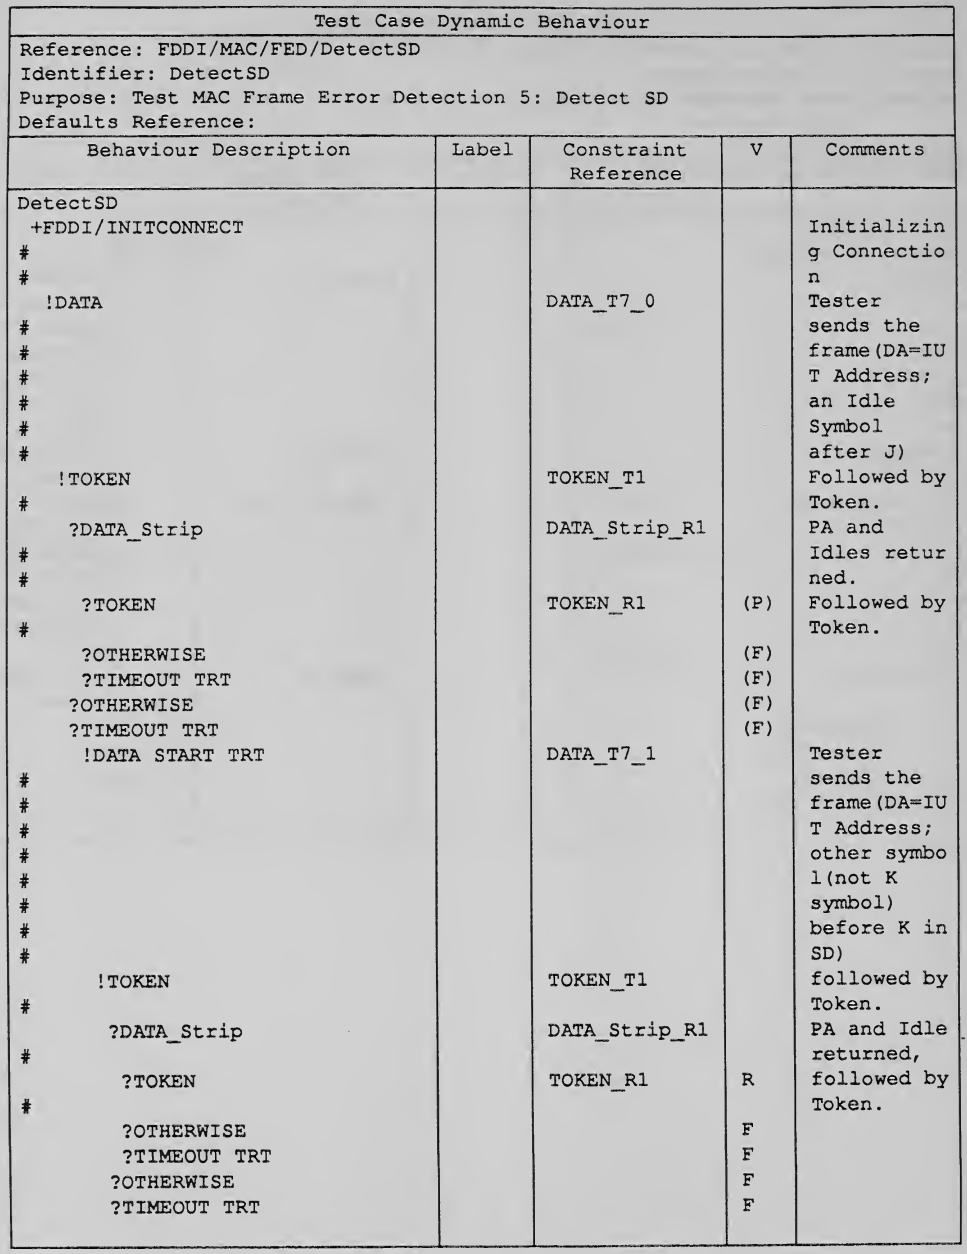 Test Case Dynamic Behaviour
Reference: FDDI/MAC/FED/DetectSD
Identifier: DetectSD
Purpose: Test MAC Frame Error Detection 5: Detect SD
Defaults Reference:
Behaviour Description Label Constraint V Comments
Reference
DetectSD
+FDDI/INITCONNECT Initializin
# g Connectio
# n
!DATA DATA_T7_0 Tester
# sends the
# frame(DA=IU
# T Address;
# an Idle
# Symbol
# after J)
!TOKEN TOKEN_T1 Followed by
# Token.
?DATA_Strip DATA_Strip_R1 PA and
# Idles retur
# ned.
?TOKEN TOKEN_R1 (P) Followed by
# Token.
?OTHERWISE (F)
?TIMEOUT TRT (F)
?OTHERWISE (F)
?TIMEOUT TRT (F)
!DATA START TRT DATA_T7_1 Tester
# sends the
# frame(DA=IU
# T Address;
# other symbo
# l(not K
# symbol)
# before K in
# SD)
!TOKEN TOKEN_T1 followed by
# Token.
?DATA_Strip DATA_Strip_R1 PA and Idle
# returned,
?TOKEN TOKEN_R1 R followed by
# Token.
?OTHERWISE F
?TIMEOUT TRT F
?OTHERWISE F
?TIMEOUT TRT F